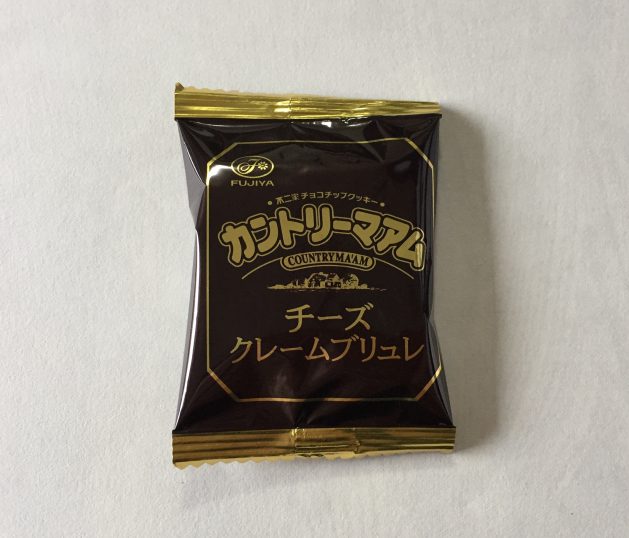 FUJIYA
• 不二家 チョコチップクッキー •
カントリーマアム
COUNTRY MA'AM
チーズ
クレームブリュレ